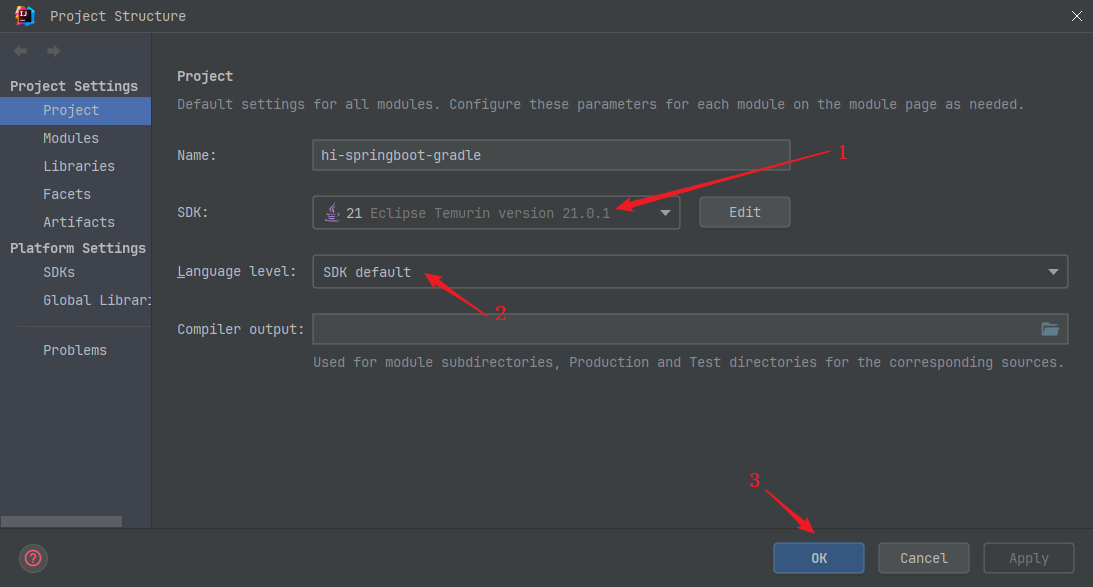 Project Structure
Project Settings
Project
Modules
Libraries
Facets
Artifacts
Platform Settings
SDKs
Global Librari
Problems
Project
Default settings for all modules. Configure these parameters for each module on the module page as needed.
Name: hi-springboot-gradle
1
SDK: 21 Eclipse Temurin version 21.0.1 Edit
Language level: SDK default
2
Compiler output:
Used for module subdirectories, Production and Test directories for the corresponding sources.
3
? OK Cancel Apply